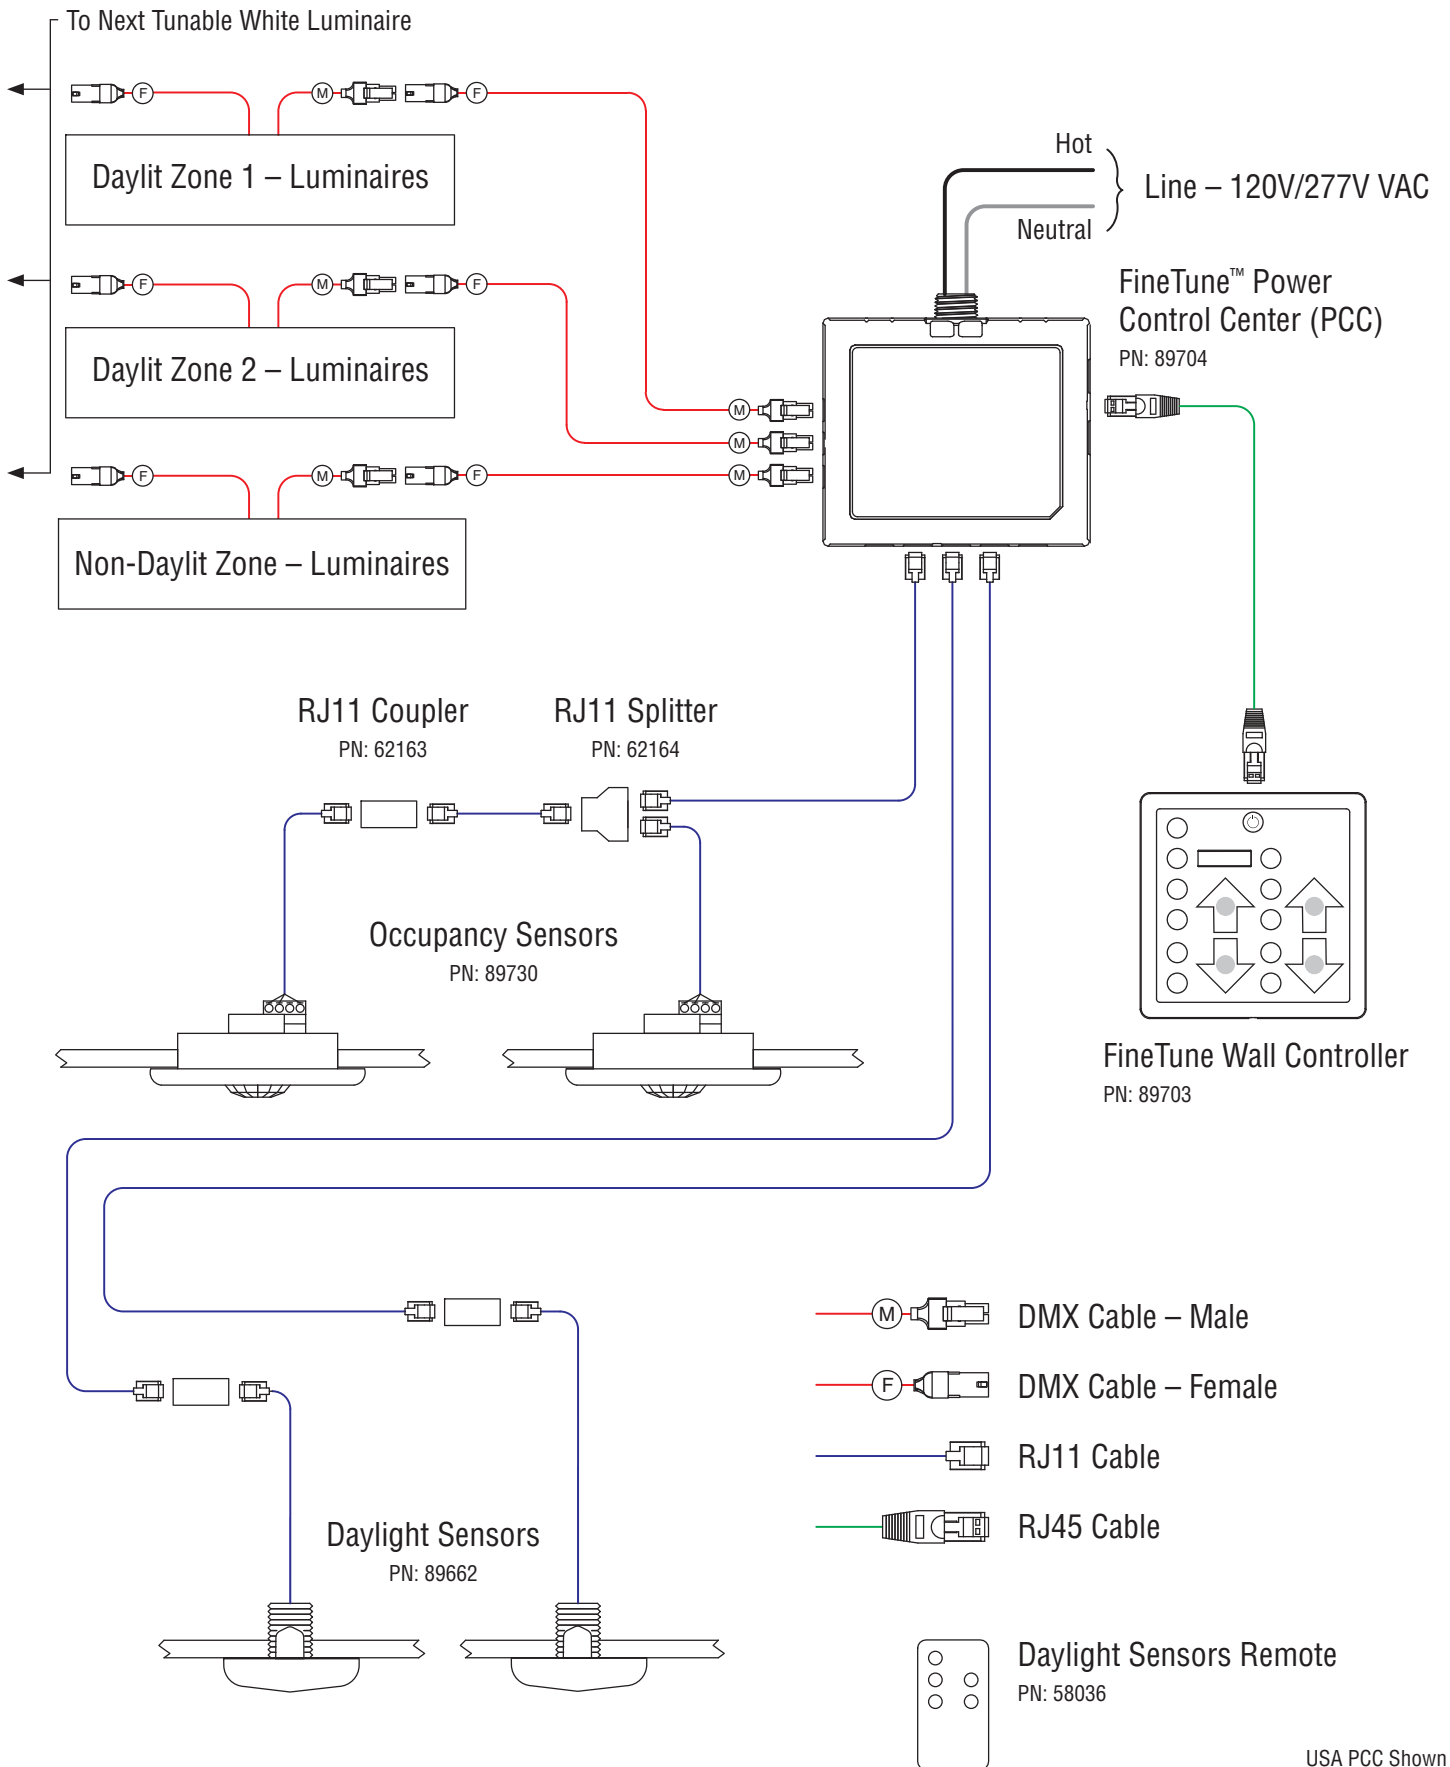 To Next Tunable White Luminaire
F
M
F
Daylit Zone 1 – Luminaires
Hot
Line – 120V/277V VAC
Neutral
F
M
F
Daylit Zone 2 – Luminaires
FineTune™ Power
Control Center (PCC)
PN: 89704
M
M
M
F
M
F
Non-Daylit Zone – Luminaires
RJ11 Coupler
PN: 62163
RJ11 Splitter
PN: 62164
Occupancy Sensors
PN: 89730
FineTune Wall Controller
PN: 89703
M
DMX Cable – Male
F
DMX Cable – Female
RJ11 Cable
RJ45 Cable
Daylight Sensors
PN: 89662
Daylight Sensors Remote
PN: 58036
USA PCC Shown